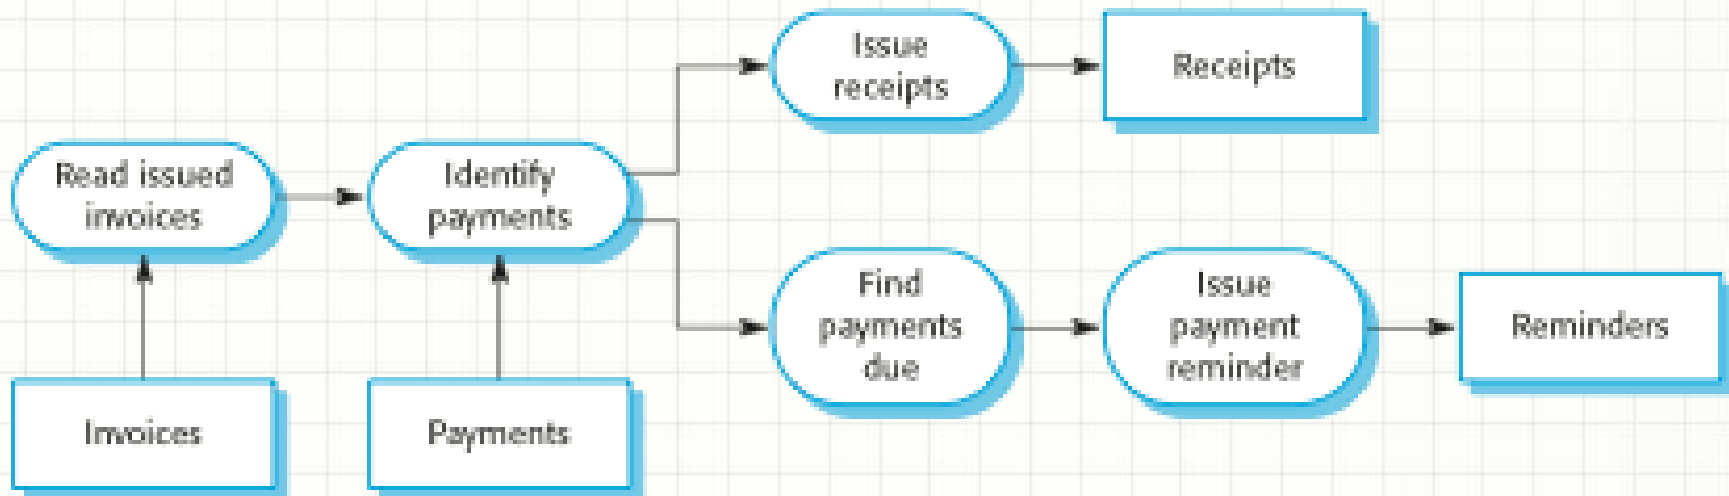 Issue
receipts
Receipts
Read issued
invoices
Identify
payments
Find
payments
due
Issue
payment
reminder
Reminders
Invoices
Payments